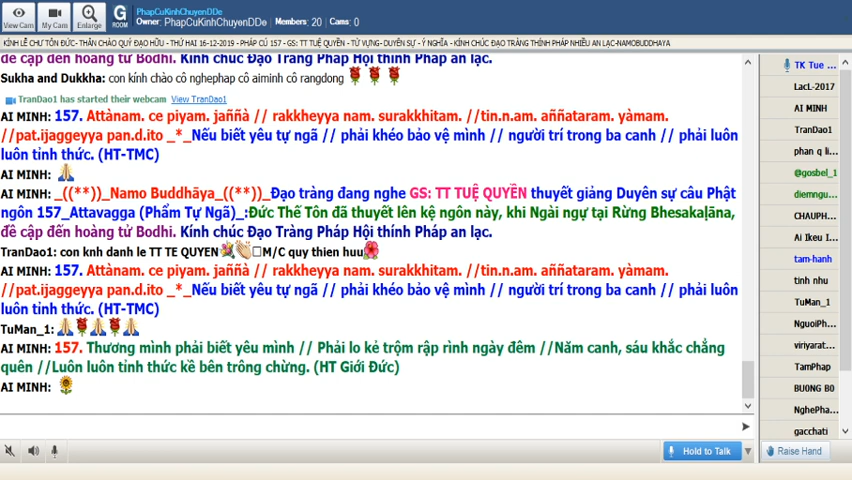 PhapCuKinhChuyenDDe
Owner: PhapCuKinhChuyenDDe Members: 20 Cams: 0
View Cam
My Cam
Enlarge
G
ROOM
KÍNH LỄ CHƯ TÔN ĐỨC- THÂN CHÀO QUÝ ĐẠO HỮU - THỨ HAI 16-12-2019 - PHÁP CÚ 157 - GS: TT TUỆ QUYỀN - TỪ VỰNG- DUYÊN SỰ - Ý NGHĨA - KÍNH CHÚC ĐẠO TRÀNG THÍNH PHÁP NHIỀU AN LẠC-NAMOBUDDHAYA
đề cập đến hoàng tử Bodhi. Kính chúc Đạo Tràng Pháp Hội thính Pháp an lạc.
Sukha and Dukkha: con kính chào cô nghephap cô aiminh cô rangdong
TranDao1 has started their webcam View TranDao1
AI MINH: 157. Attànam. ce piyam. jaññà // rakkheyya nam. surakkhitam. //tin.n.am. aññataram. yàmam.
//pat.ijaggeyya pan.d.ito _*_Nếu biết yêu tự ngã // phải khéo bảo vệ mình // người trí trong ba canh // phải luôn
luôn tỉnh thức. (HT-TMC)
AI MINH:
AI MINH: _((**))_Namo Buddhāya_((**))_Đạo tràng đang nghe GS: TT TUỆ QUYỀN thuyết giảng Duyên sự câu Phật
ngôn 157_Attavagga (Phẩm Tự Ngã)_:Đức Thế Tôn đã thuyết lên kệ ngôn này, khi Ngài ngự tại Rừng Bhesakaḷāna,
đề cập đến hoàng tử Bodhi. Kính chúc Đạo Tràng Pháp Hội thính Pháp an lạc.
TranDao1: con knh danh le TT TE QUYEN M/C quy thien huu
AI MINH: 157. Attànam. ce piyam. jaññà // rakkheyya nam. surakkhitam. //tin.n.am. aññataram. yàmam.
//pat.ijaggeyya pan.d.ito _*_Nếu biết yêu tự ngã // phải khéo bảo vệ mình // người trí trong ba canh // phải luôn
luôn tỉnh thức. (HT-TMC)
TuMan_1:
AI MINH: 157. Thương mình phải biết yêu mình // Phải lo kẻ trộm rập rình ngày đêm //Năm canh, sáu khắc chẳng
quên //Luôn luôn tỉnh thức kề bên trông chừng. (HT Giới Đức)
AI MINH:
Hold to Talk
TK Tue ...
LacL-2017
AI MINH
TranDao1
phan q li...
@gosbel_1
diemngu...
CHAUPH...
Ai Ikeu I...
tam-hanh
tinh nhu
TuMan_1
NguoiPh...
viriyarat...
TamPhap
BUONG BO
NghePha...
gacchati
Raise Hand